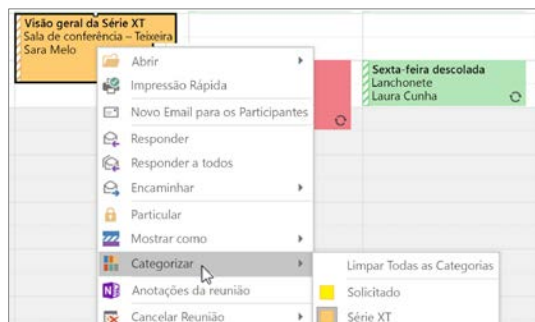 Visão geral da Série XT
Sala de conferência – Teixeira
Sara Melo
Sexta-feira descolada
Lanchonete
Laura Cunha
Abrir
Impressão Rápida
Novo Email para os Participantes
Responder
Responder a todos
Encaminhar
Particular
Mostrar como
Categorizar
Anotações da reunião
Cancelar Reunião
Limpar Todas as Categorias
Solicitado
Série XT